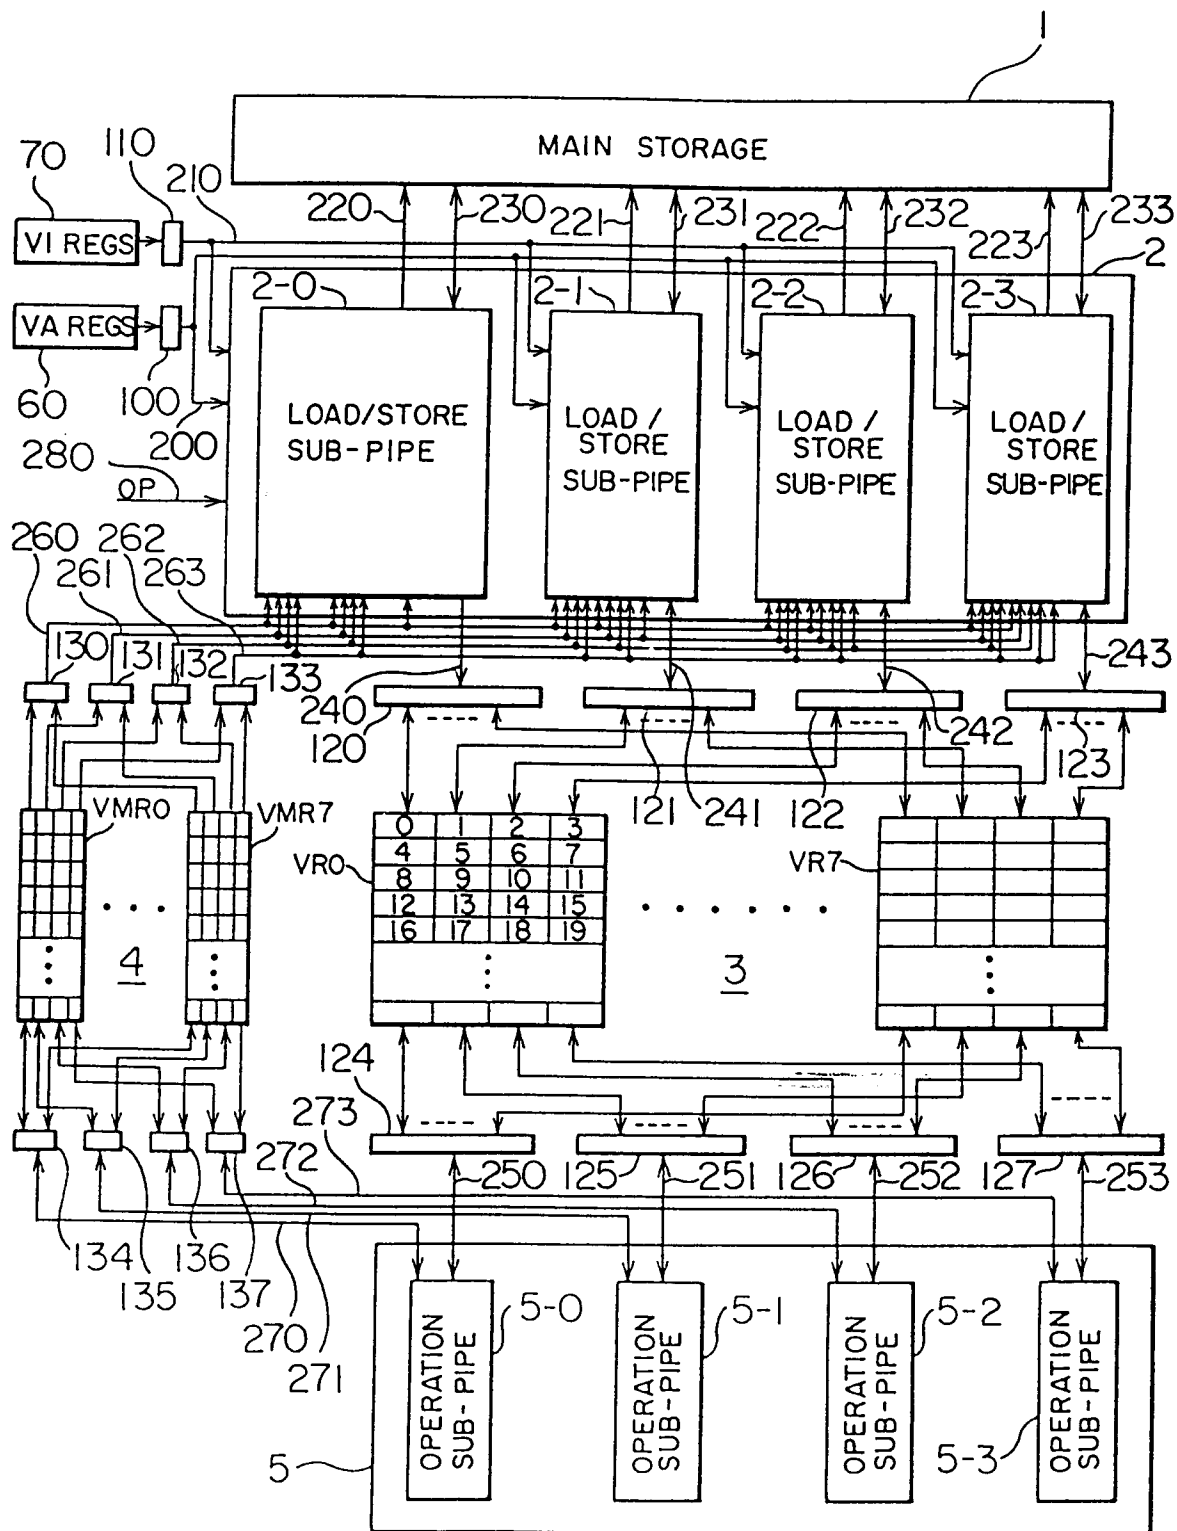 1
MAIN STORAGE
70
110
210
220
230
221
231
222
232
223
233
VI REGS
2
2-0
2-1
2-2
2-3
VA REGS
60
100
200
LOAD/STORE
SUB-PIPE
LOAD/
STORE
SUB-PIPE
LOAD/
STORE
SUB-PIPE
LOAD/
STORE
SUB-PIPE
280
OP
260
262
261
263
130
131
132
133
240
120
121
241
122
242
123
243
VMR0
VMR7
VR0
VR7
0 1 2 3
4 5 6 7
8 9 10 11
12 13 14 15
16 17 18 19
4
3
124
273
272
250
125
251
126
252
127
253
134
135
136
137
270
271
5-0
5-1
5-2
5-3
OPERATION
SUB-PIPE
OPERATION
SUB-PIPE
OPERATION
SUB-PIPE
OPERATION
SUB-PIPE
5